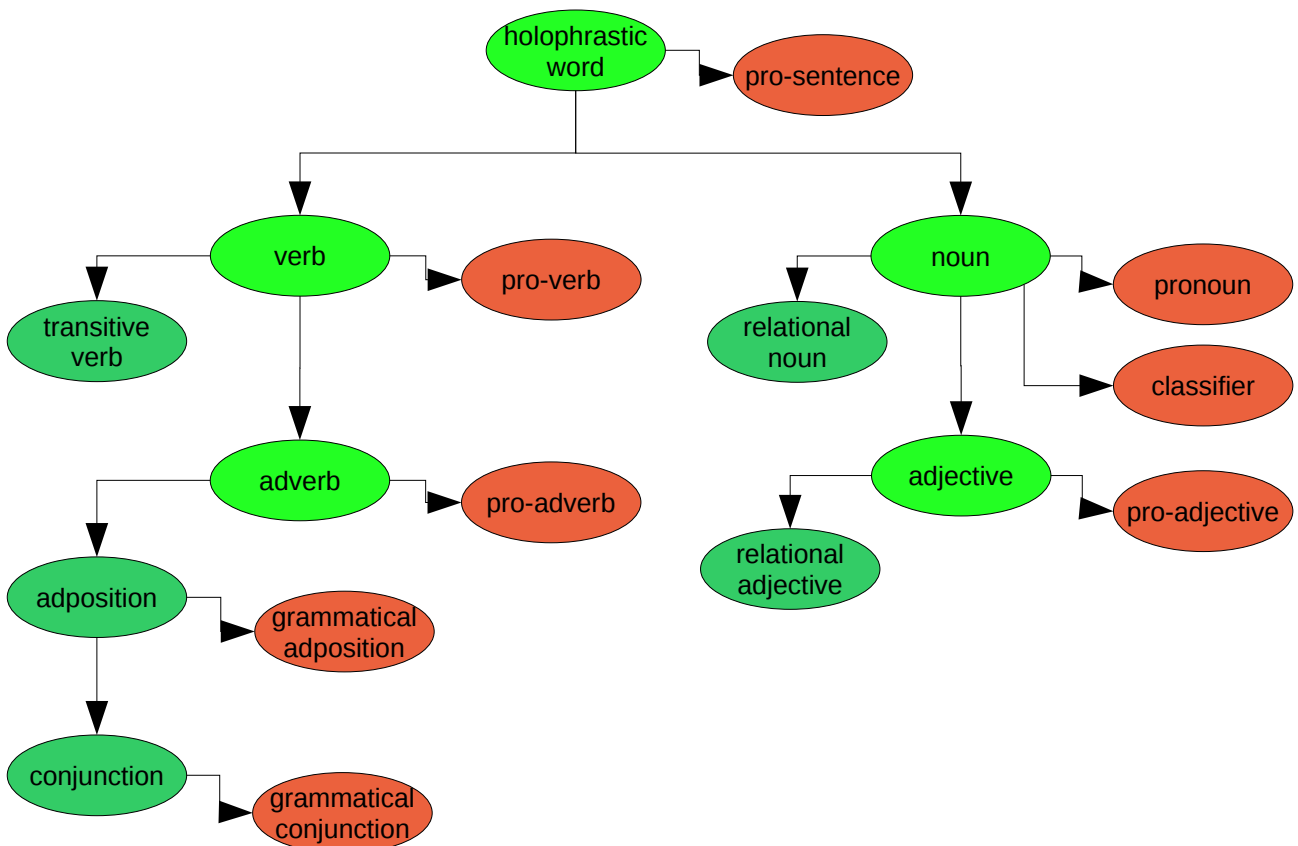 holophrastic
word
pro-sentence
verb
pro-verb
noun
pronoun
transitive
verb
relational
noun
classifier
adverb
pro-adverb
adjective
pro-adjective
relational
adjective
adposition
grammatical
adposition
conjunction
grammatical
conjunction